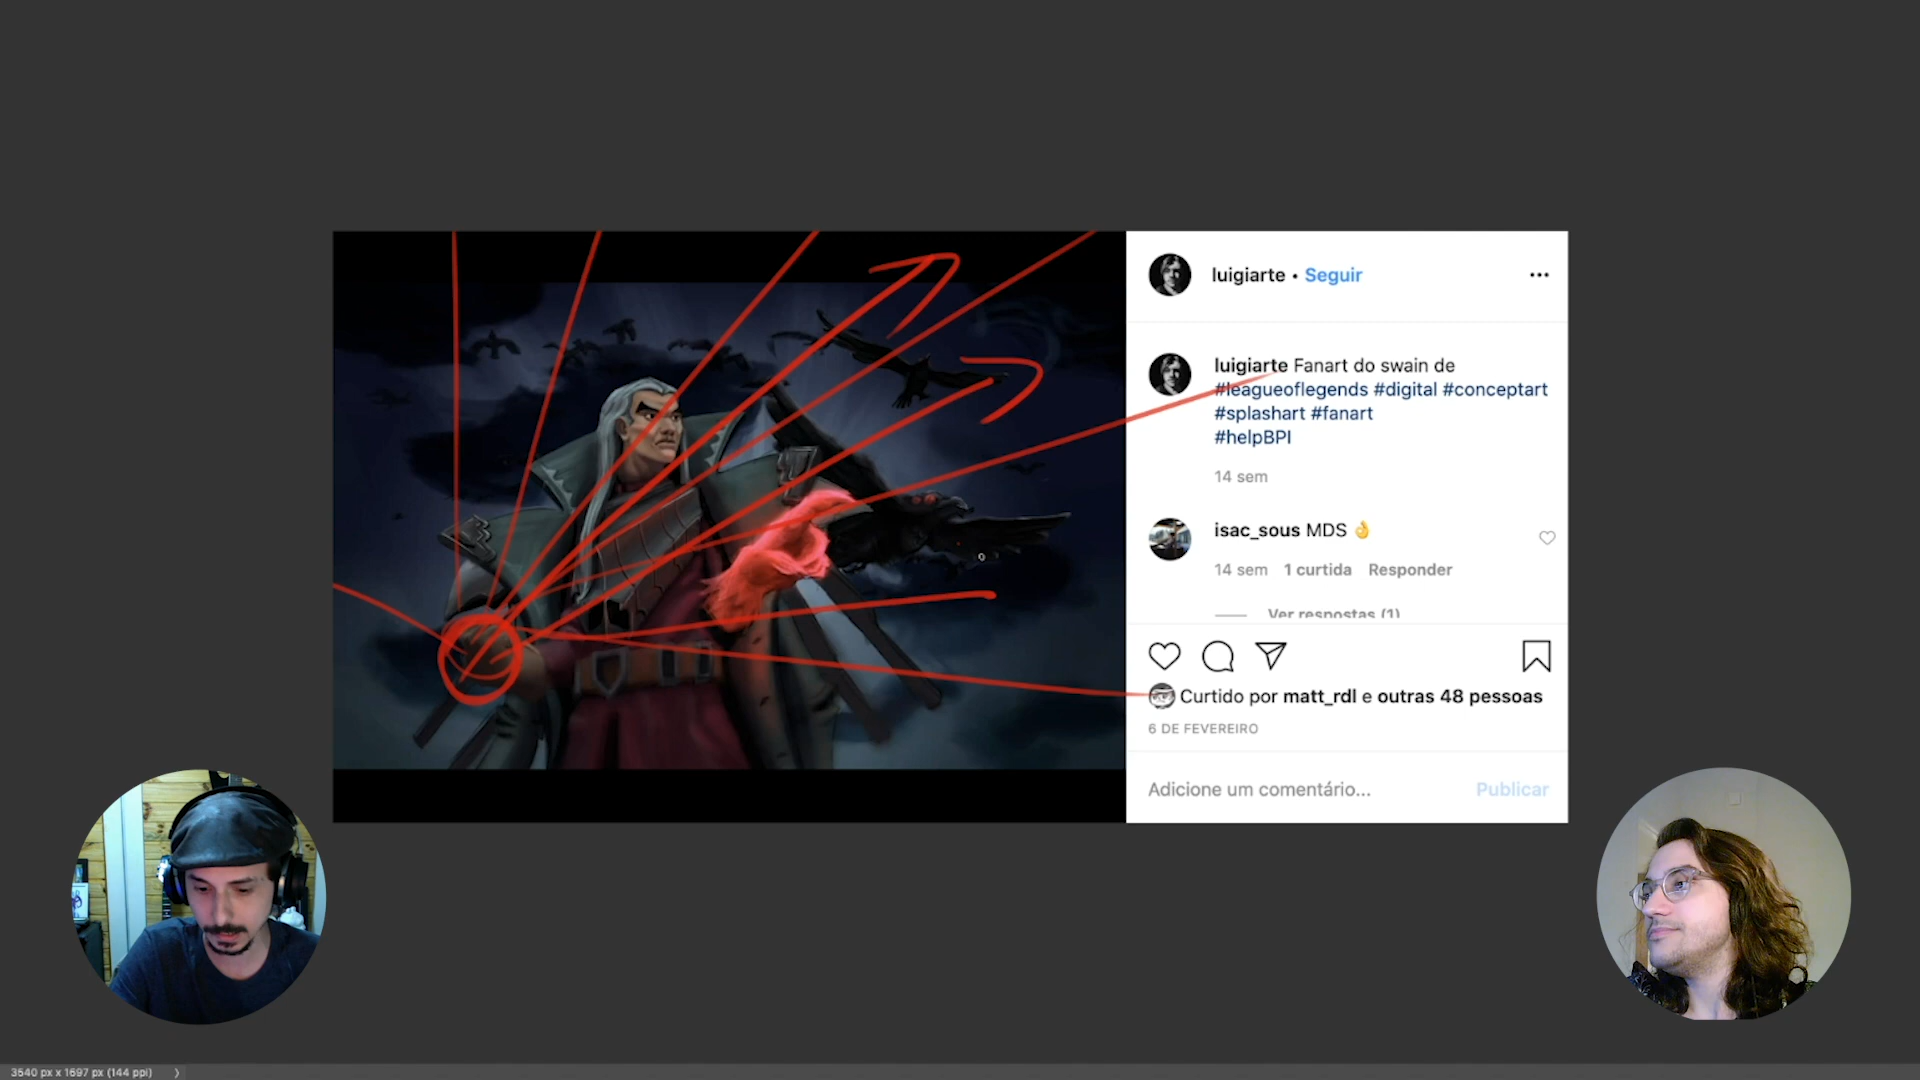 luigiarte • Seguir
luigiarte Fanart do swain de
#leagueoflegends #digital #conceptart
#splashart #fanart
#helpBPI
14 sem
isac_sous MDS 👌
14 sem 1 curtida Responder
Ver respostas (1)
Curtido por matt_rdl e outras 48 pessoas
6 DE FEVEREIRO
Adicione um comentário... Publicar
3540 px x 1697 px (144 ppi)